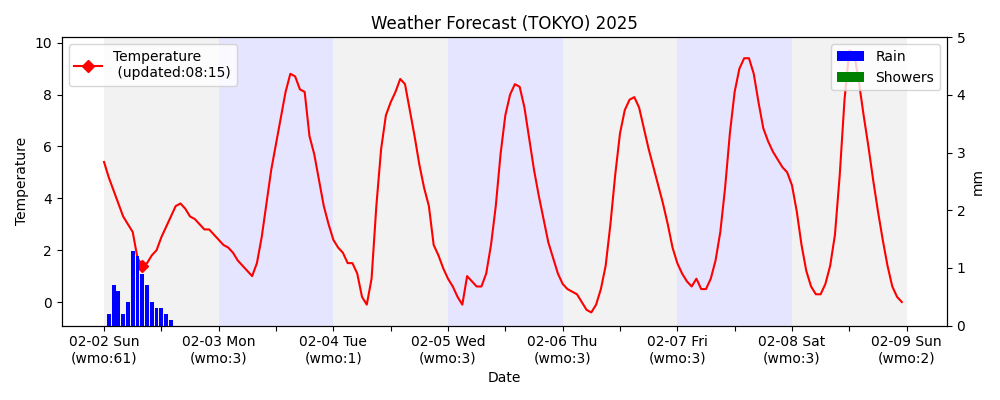 Weather Forecast (TOKYO) 2025
Temperature
(updated:08:15)
Rain
Showers
10
8
6
4
2
0
Temperature
5
4
3
2
1
0
mm
02-02 Sun
(wmo:61)
02-03 Mon
(wmo:3)
02-04 Tue
(wmo:1)
02-05 Wed
(wmo:3)
02-06 Thu
(wmo:3)
02-07 Fri
(wmo:3)
02-08 Sat
(wmo:3)
02-09 Sun
(wmo:2)
Date